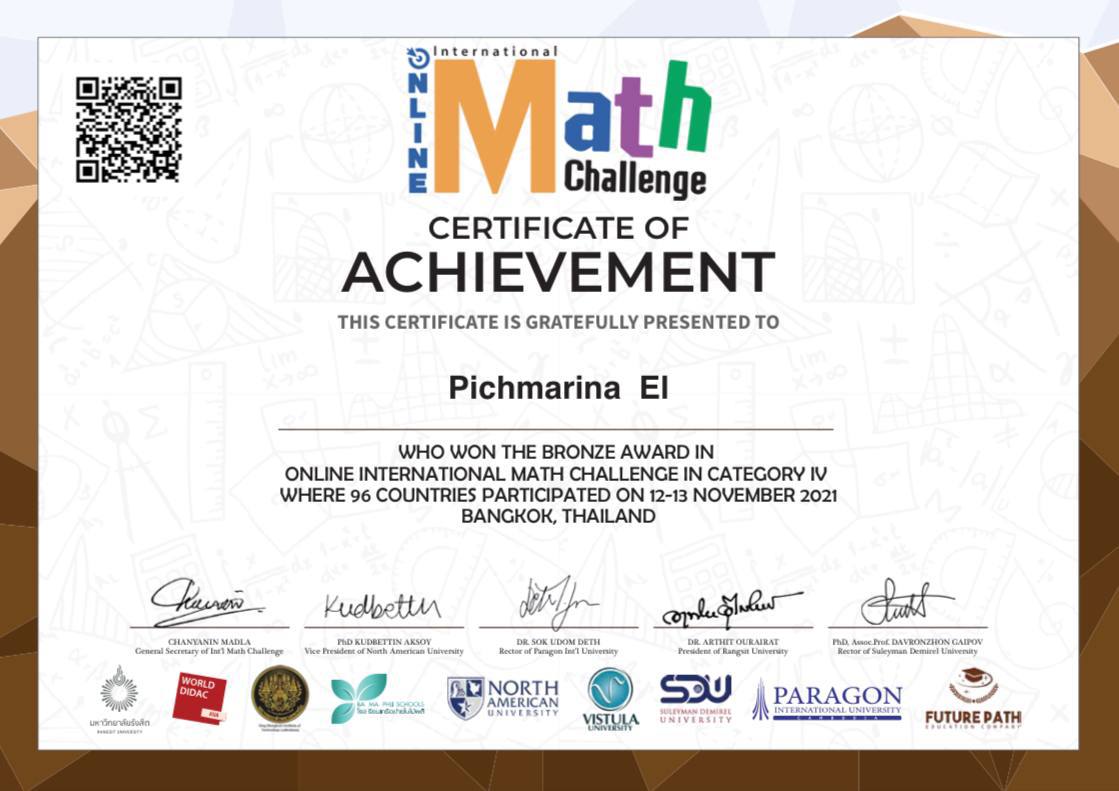 International
ONLINE
Math
Challenge
CERTIFICATE OF
ACHIEVEMENT
THIS CERTIFICATE IS GRATEFULLY PRESENTED TO
Pichmarina El
WHO WON THE BRONZE AWARD IN
ONLINE INTERNATIONAL MATH CHALLENGE IN CATEGORY IV
WHERE 96 COUNTRIES PARTICIPATED ON 12-13 NOVEMBER 2021
BANGKOK, THAILAND
Kudbettin
CHANYANIN MADLA
General Secretary of Int'l Math Challenge
PhD KUDBETTIN AKSOY
Vice President of North American University
DR. SOK UDOM DETH
Rector of Paragon Int'l University
DR. ARTHIT OURAIRAT
President of Rangsit University
PhD. Assoc.Prof. DAVRONZHON GAIPOV
Rector of Suleyman Demirel University
มหาวิทยาลัยรังสิต
RANGSIT UNIVERSITY
WORLD
DIDAC
ASIA
SA MA PHII SCHOOLS
NORTH
AMERICAN
UNIVERSITY
VISTULA
UNIVERSITY
SDU
SULEYMAN DEMIREL
UNIVERSITY
PARAGON
INTERNATIONAL UNIVERSITY
CAMBODIA
FUTURE PATH
EDUCATION COMPANY